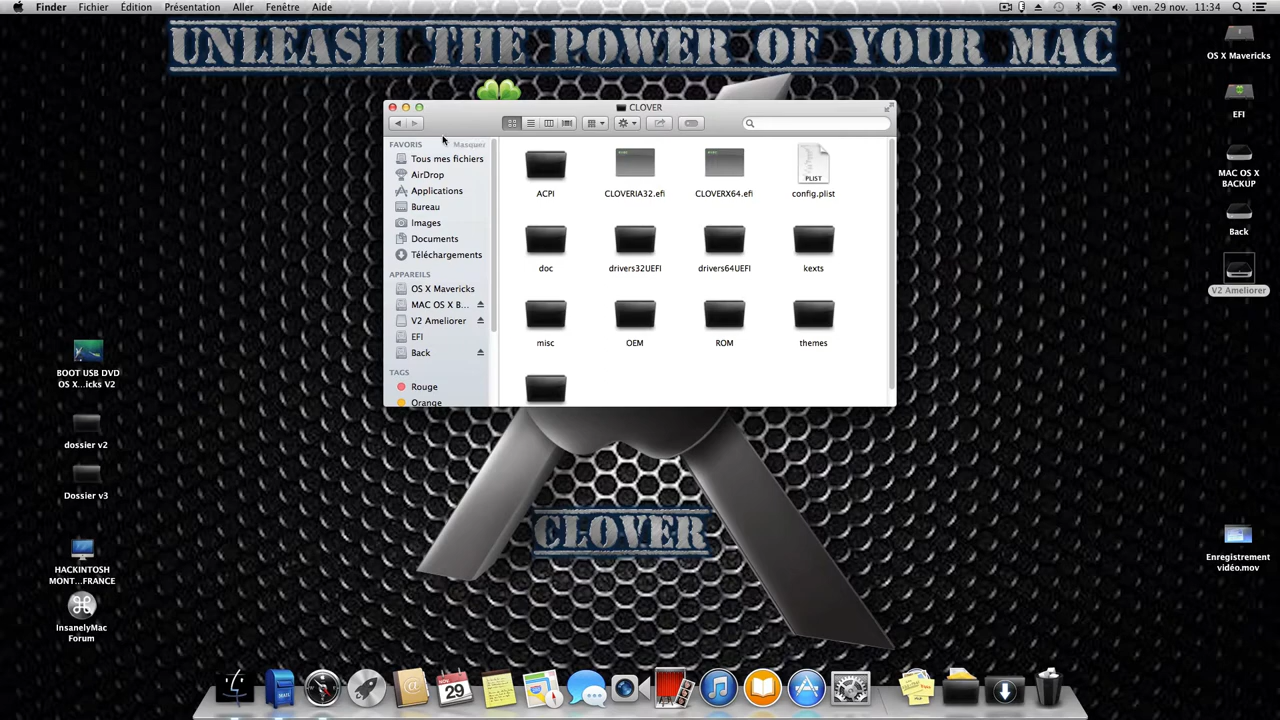 Finder Fichier Édition Présentation Aller Fenêtre Aide ven. 29 nov. 11:34
UNLEASH THE POWER OF YOUR MAC
OS X Mavericks
EFI
MAC OS X
BACKUP
Back
V2 Ameliorer
Enregistrement
vidéo.mov
BOOT USB DVD
OS X...icks V2
dossier v2
Dossier v3
HACKINTOSH
MONT...FRANCE
InsanelyMac
Forum
CLOVER
FAVORIS Masquer
Tous mes fichiers
AirDrop
Applications
Bureau
Images
Documents
Téléchargements
APPAREILS
OS X Mavericks
MAC OS X B...
V2 Ameliorer
EFI
Back
TAGS
Rouge
Orange
PLIST
ACPI CLOVERIA32.efi CLOVERX64.efi config.plist
doc drivers32UEFI drivers64UEFI kexts
misc OEM ROM themes
CLOVER
29